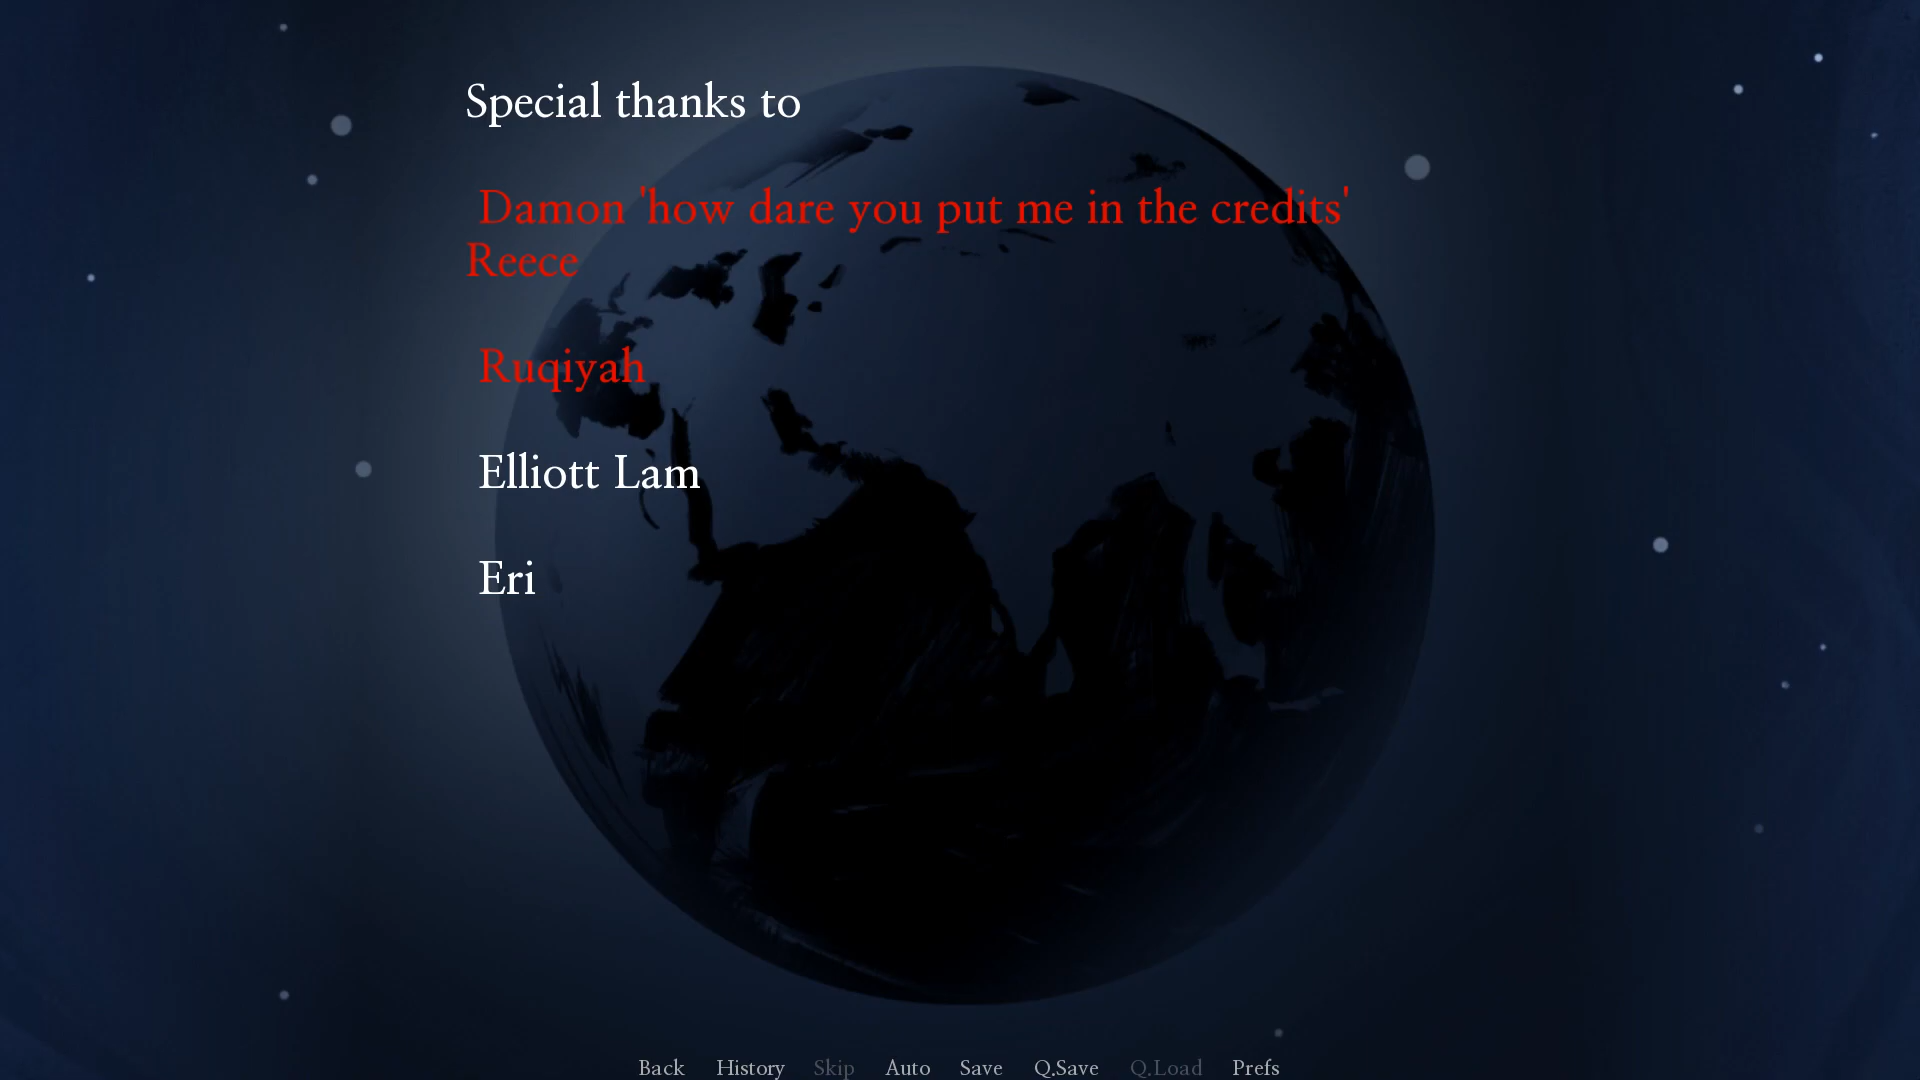 Special thanks to
Damon 'how dare you put me in the credits'
Reece
Ruqiyah
Elliott Lam
Eri
Back History Skip Auto Save Q.Save Q.Load Prefs